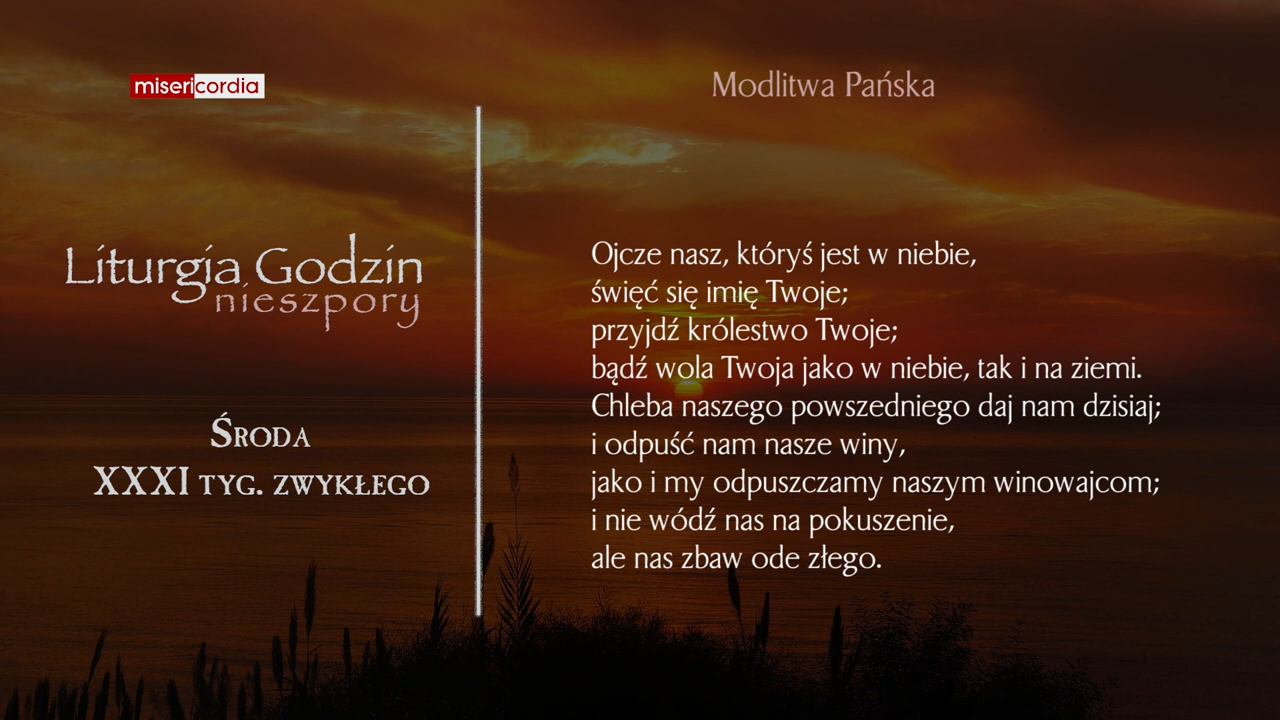 misericordia
Liturgia Godzin
nieszpory
Środa
XXXI tyg. zwykłego
Modlitwa Pańska
Ojcze nasz, któryś jest w niebie,
święć się imię Twoje;
przyjdź królestwo Twoje;
bądź wola Twoja jako w niebie, tak i na ziemi.
Chleba naszego powszedniego daj nam dzisiaj;
i odpuść nam nasze winy,
jako i my odpuszczamy naszym winowajcom;
i nie wódź nas na pokuszenie,
ale nas zbaw ode złego.